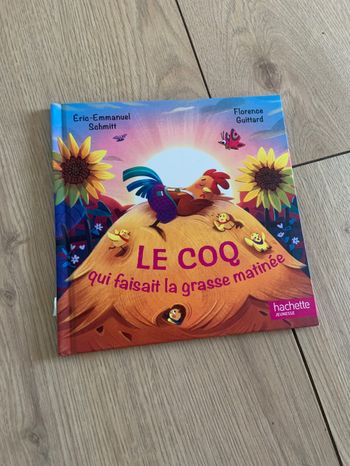 Éric-Emmanuel
Schmitt
Florence
Guittard
LE COQ
qui faisait la grasse matinée
hachette
JEUNESSE